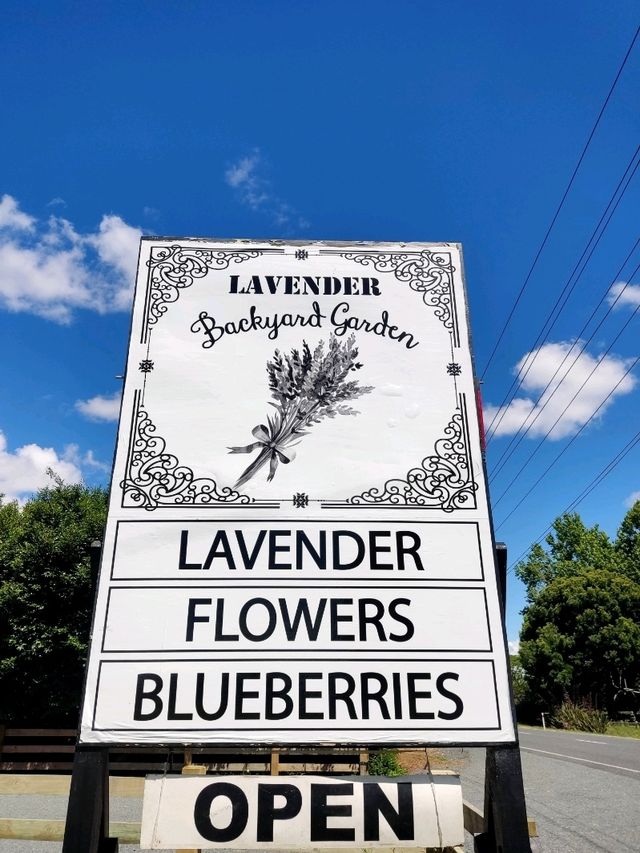 LAVENDER
Backyard Garden
LAVENDER
FLOWERS
BLUEBERRIES
OPEN